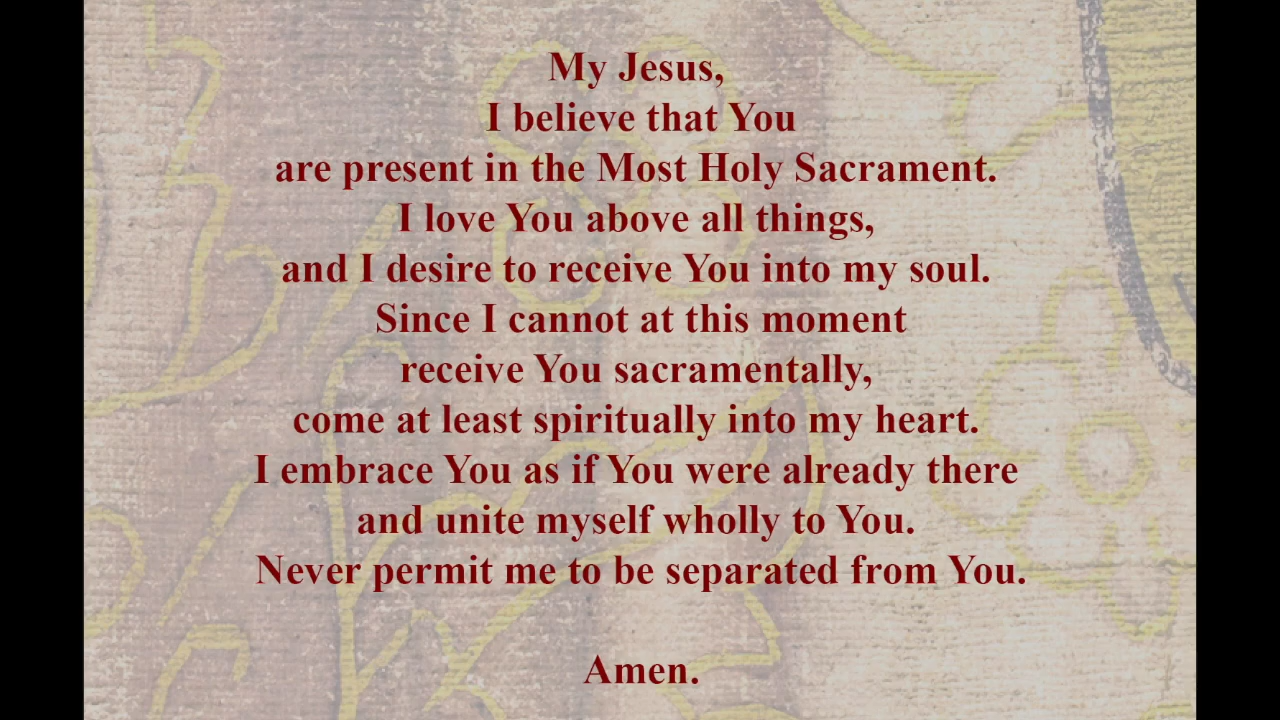 My Jesus,
I believe that You
are present in the Most Holy Sacrament.
I love You above all things,
and I desire to receive You into my soul.
Since I cannot at this moment
receive You sacramentally,
come at least spiritually into my heart.
I embrace You as if You were already there
and unite myself wholly to You.
Never permit me to be separated from You.
Amen.